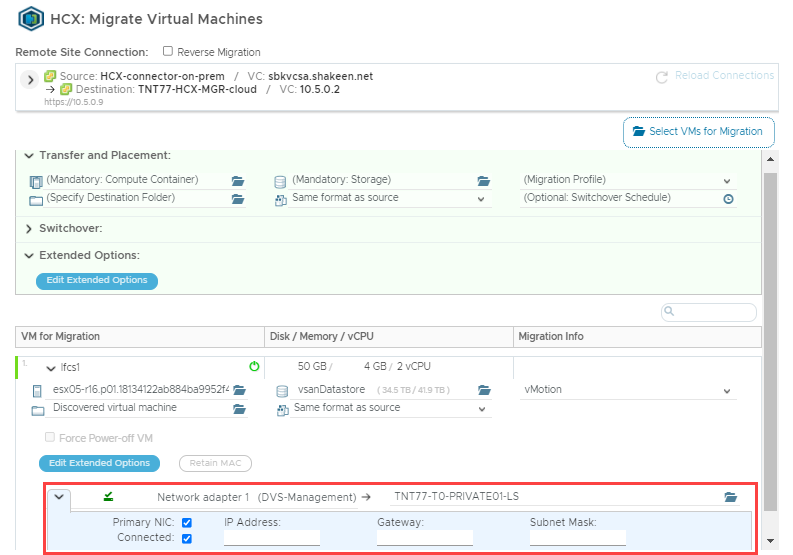 HCX: Migrate Virtual Machines
Remote Site Connection: Reverse Migration
Source: HCX-connector-on-prem / VC: sbkvcsa.shakeen.net Reload Connections
→ Destination: TNT77-HCX-MGR-cloud / VC: 10.5.0.2
https://10.5.0.9
Select VMs for Migration
Transfer and Placement:
(Mandatory: Compute Container) (Mandatory: Storage) (Migration Profile)
(Specify Destination Folder) Same format as source (Optional: Switchover Schedule)
Switchover:
Extended Options:
Edit Extended Options
VM for Migration Disk / Memory / vCPU Migration Info
1. lfcs1 50 GB / 4 GB / 2 vCPU
esx05-r16.p01.18134122ab884ba9952f4 vsanDatastore ( 34.5 TB / 41.9 TB ) vMotion
Discovered virtual machine Same format as source
Force Power-off VM
Edit Extended Options Retain MAC
Network adapter 1 (DVS-Management) → TNT77-T0-PRIVATE01-LS
Primary NIC: IP Address: Gateway: Subnet Mask:
Connected: